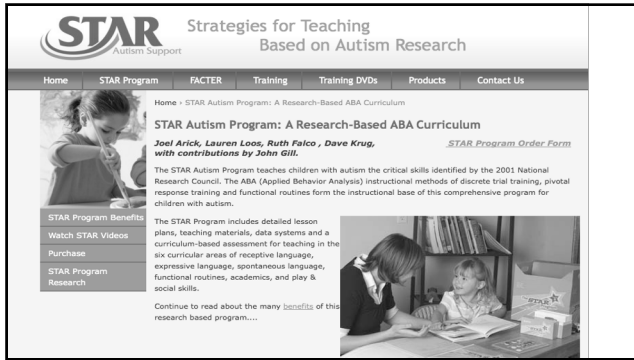 STAR
Autism Support
Strategies for Teaching
Based on Autism Research
Home STAR Program FACTER Training Training DVDs Products Contact Us
Home › STAR Autism Program: A Research-Based ABA Curriculum
STAR Autism Program: A Research-Based ABA Curriculum
Joel Arick, Lauren Loos, Ruth Falco , Dave Krug,
with contributions by John Gill.
STAR Program Order Form
The STAR Autism Program teaches children with autism the critical skills identified by the 2001 National
Research Council. The ABA (Applied Behavior Analysis) instructional methods of discrete trial training, pivotal
response training and functional routines form the instructional base of this comprehensive program for
children with autism.
STAR Program Benefits
Watch STAR Videos
Purchase
STAR Program
Research
The STAR Program includes detailed lesson
plans, teaching materials, data systems and a
curriculum-based assessment for teaching in the
six curricular areas of receptive language,
expressive language, spontaneous language,
functional routines, academics, and play &
social skills.
Continue to read about the many benefits of this
research based program....
STAR